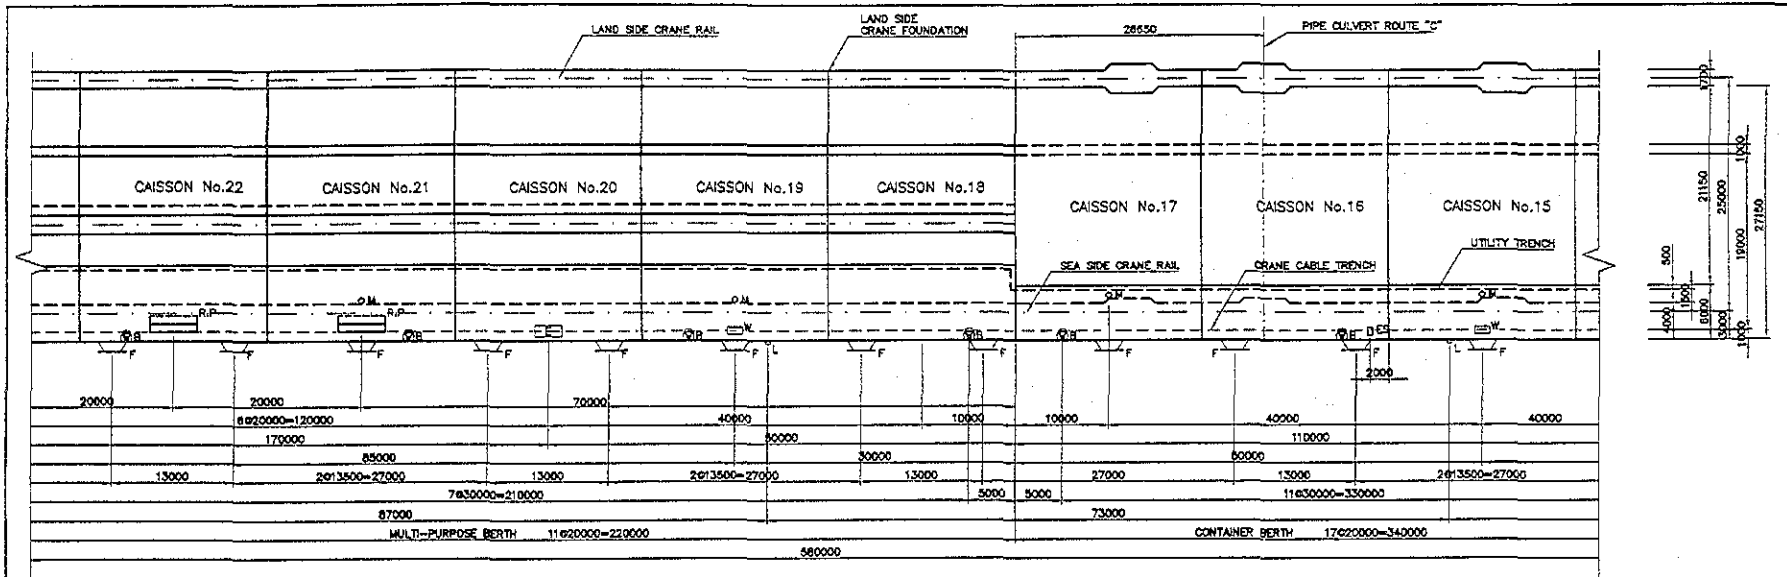 LAND SIDE CRANE RAIL
LAND SIDE
CRANE FOUNDATION
26650
PIPE CULVERT ROUTE "C"
1700
CAISSON No.22
CAISSON No.21
CAISSON No.20
CAISSON No.19
CAISSON No.18
CAISSON No.17
CAISSON No.16
CAISSON No.15
1000
21150
25000
27150
19000
UTILITY TRENCH
SEA SIDE CRANE RAIL
CRANE CABLE TRENCH
500
1500
4000
6000
3000
1000
M
M
M
M
R.P
R.P
B
B
B
W
B
B
B
ES
W
F
F
F
F
F
F
L
F
F
F
F
F
L
F
2000
20000
20000
70000
6@20000=120000
40000
10000
10000
40000
40000
170000
50000
110000
85000
30000
60000
13000
2@13500=27000
13000
2@13500=27000
13000
27000
13000
2@13500=27000
7@30000=210000
5000
5000
11@30000=330000
87000
73000
MULTI-PURPOSE BERTH 11@20000=220000
CONTAINER BERTH 17@20000=340000
560000